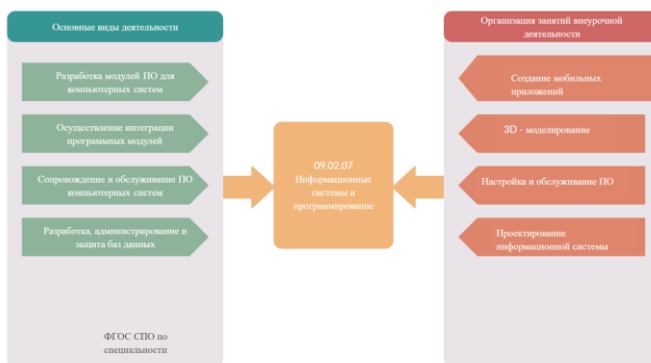 Основные виды деятельности
Разработка модулей ПО для
компьютерных систем
Осуществление интеграции
программных модулей
Сопровождение и обслуживание ПО
компьютерных систем
Разработка, администрирование и
защита баз данных
ФГОС СПО по
специальности
09.02.07
Информационные
системы и
программирование
Организация занятий внеурочной
деятельности
Создание мобильных
приложений
3D - моделирование
Настройка и обслуживание ПО
Проектирование
информационной системы